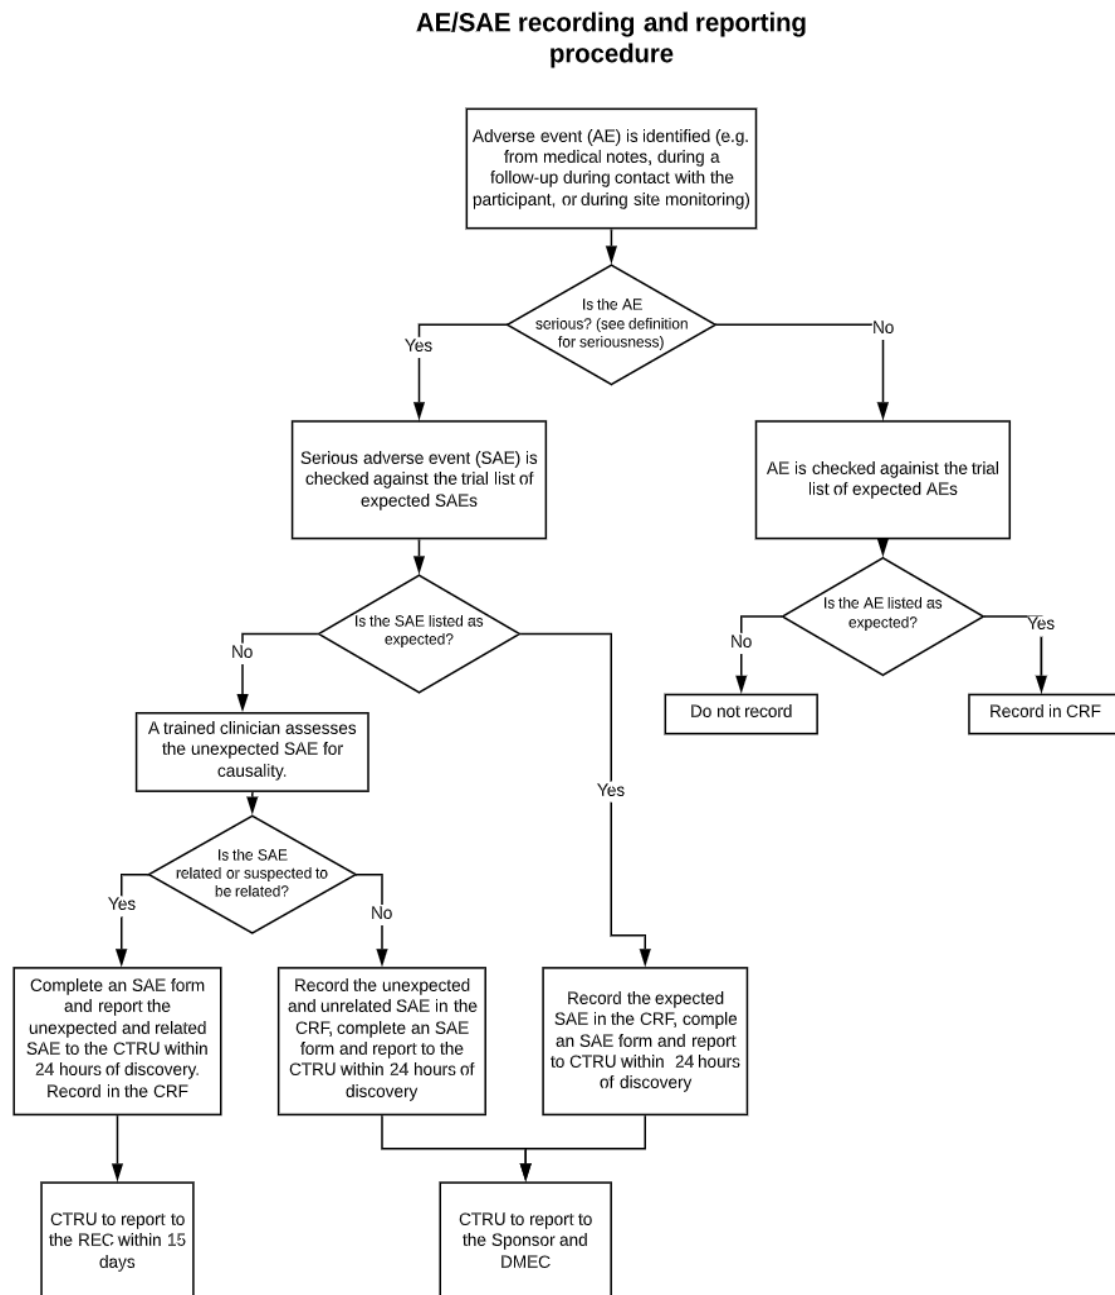 AE/SAE recording and reporting
procedure
Adverse event (AE) is identified (e.g.
from medical notes, during a
follow-up during contact with the
participant, or during site monitoring)
Is the AE
serious? (see definition
for seriousness)
Yes
No
Serious adverse event (SAE) is
checked against the trial list of
expected SAEs
AE is checked againist the trial
list of expected AEs
Is the SAE listed as
expected?
Is the AE listed as
expected?
No
Yes
No
Yes
Do not record
Record in CRF
A trained clinician assesses
the unexpected SAE for
causality.
Is the SAE
related or suspected to
be related?
Yes
No
Complete an SAE form
and report the
unexpected and related
SAE to the CTRU within
24 hours of discovery.
Record in the CRF
Record the unexpected
and unrelated SAE in the
CRF, complete an SAE
form and report to the
CTRU within 24 hours of
discovery
Record the expected
SAE in the CRF, comple
an SAE form and report
to CTRU within 24 hours
of discovery
CTRU to report to
the REC within 15
days
CTRU to report to
the Sponsor and
DMEC